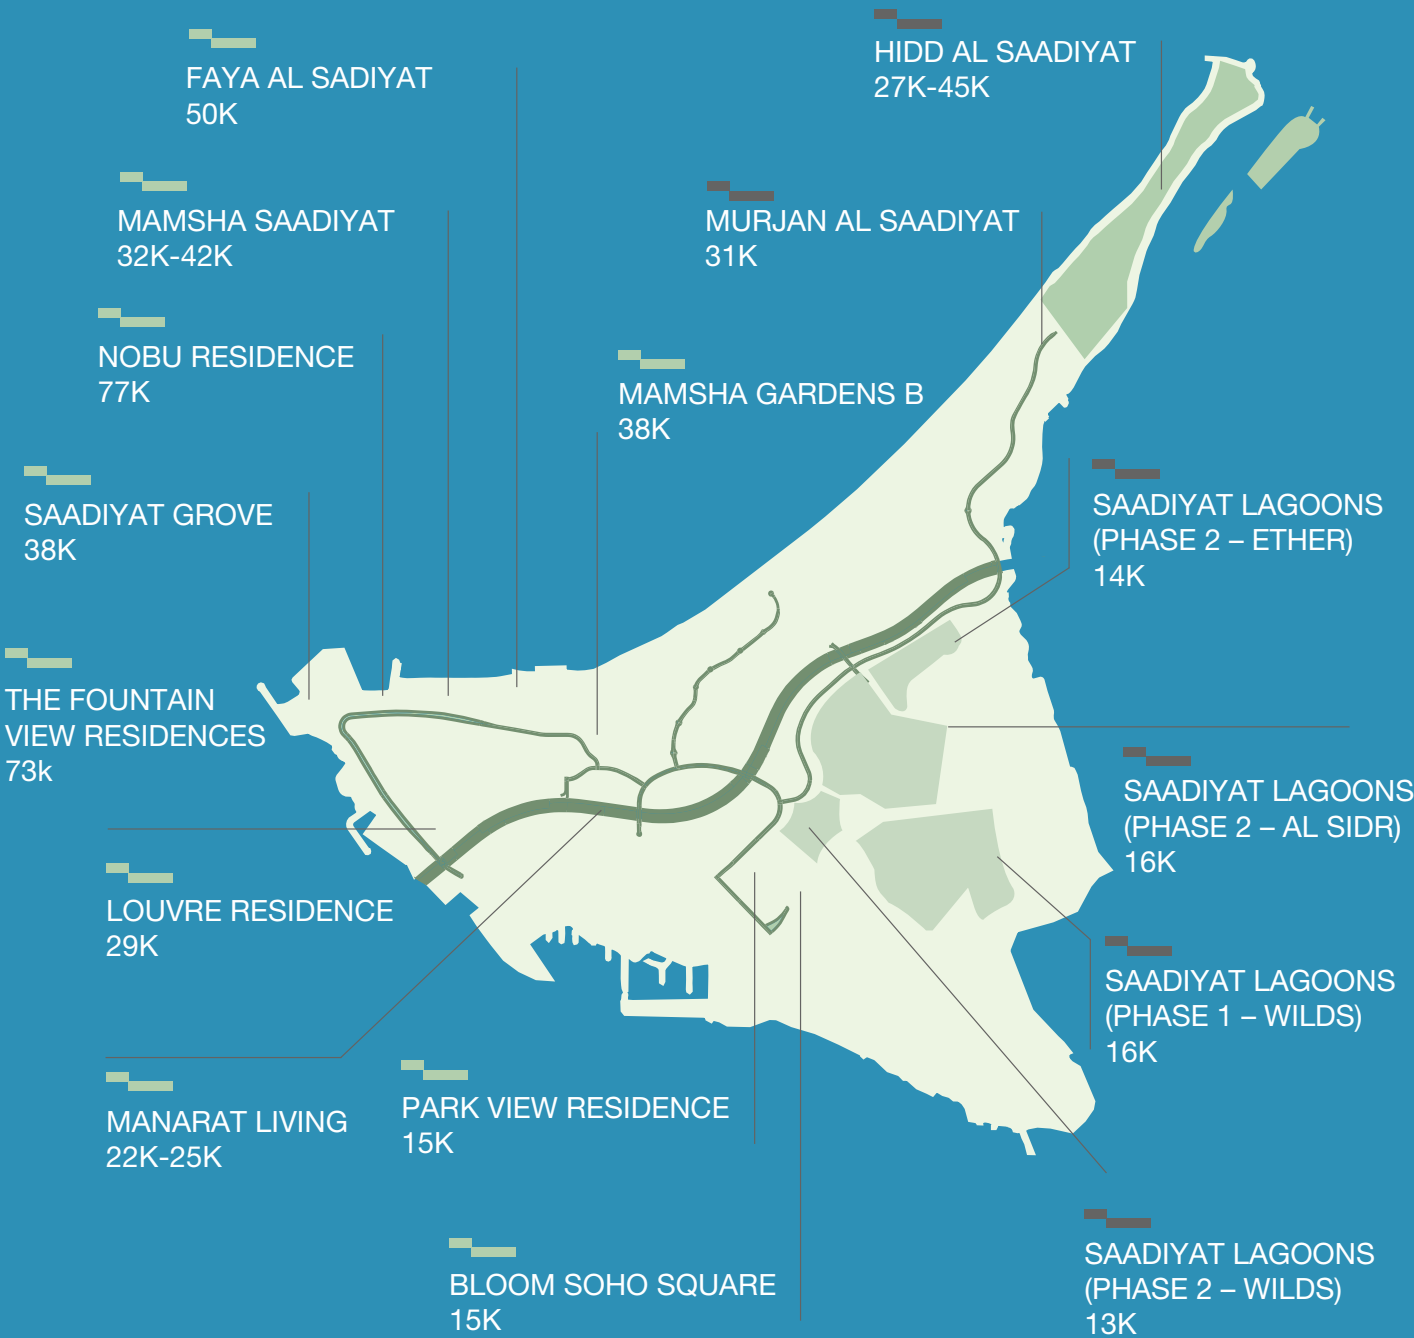 FAYA AL SADIYAT
50K
HIDD AL SAADIYAT
27K-45K
MAMSHA SAADIYAT
32K-42K
MURJAN AL SAADIYAT
31K
NOBU RESIDENCE
77K
MAMSHA GARDENS B
38K
SAADIYAT GROVE
38K
SAADIYAT LAGOONS
(PHASE 2 – ETHER)
14K
THE FOUNTAIN
VIEW RESIDENCES
73k
SAADIYAT LAGOONS
(PHASE 2 – AL SIDR)
16K
LOUVRE RESIDENCE
29K
SAADIYAT LAGOONS
(PHASE 1 – WILDS)
16K
MANARAT LIVING
22K-25K
PARK VIEW RESIDENCE
15K
BLOOM SOHO SQUARE
15K
SAADIYAT LAGOONS
(PHASE 2 – WILDS)
13K